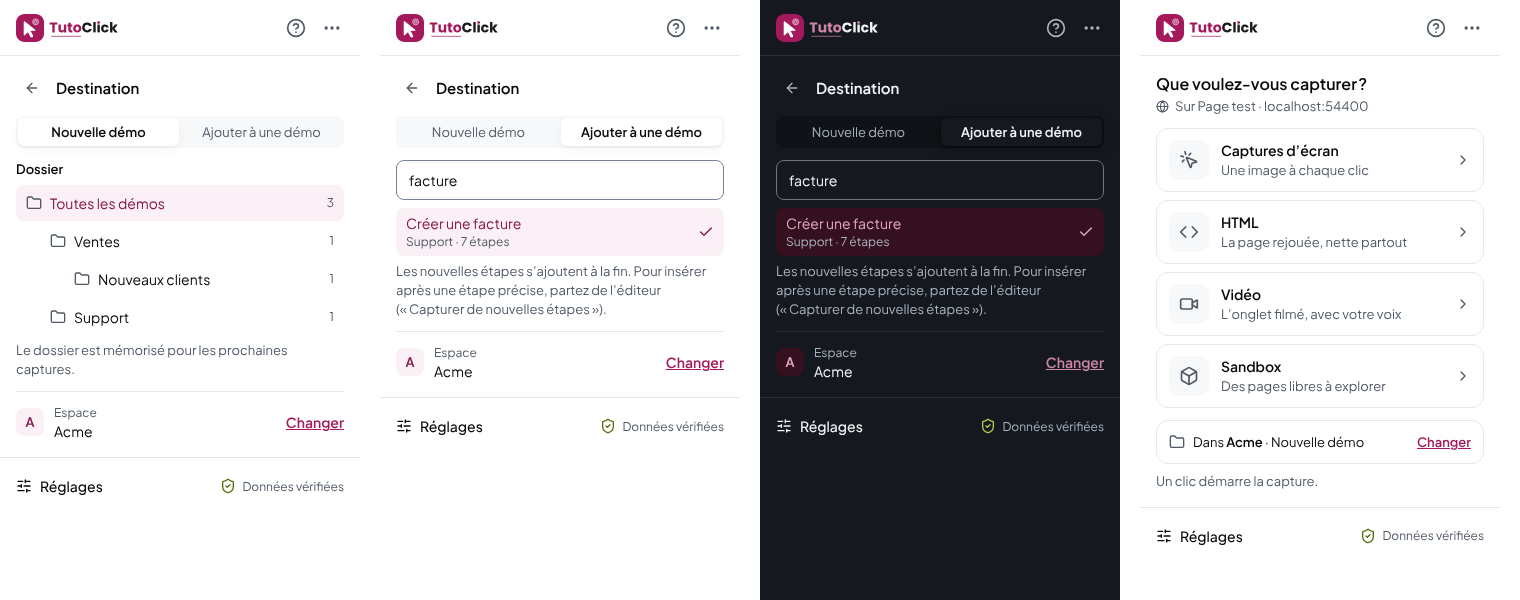 TutoClick
Destination
Nouvelle démo
Ajouter à une démo
Dossier
Toutes les démos 3
Ventes 1
Nouveaux clients 1
Support 1
Le dossier est mémorisé pour les prochaines
captures.
A
Espace
Acme
Changer
Réglages
Données vérifiées
TutoClick
Destination
Nouvelle démo
Ajouter à une démo
facture
Créer une facture
Support · 7 étapes
Les nouvelles étapes s’ajoutent à la fin. Pour insérer
après une étape précise, partez de l’éditeur
(« Capturer de nouvelles étapes »).
A
Espace
Acme
Changer
Réglages
Données vérifiées
TutoClick
Destination
Nouvelle démo
Ajouter à une démo
facture
Créer une facture
Support · 7 étapes
Les nouvelles étapes s’ajoutent à la fin. Pour insérer
après une étape précise, partez de l’éditeur
(« Capturer de nouvelles étapes »).
A
Espace
Acme
Changer
Réglages
Données vérifiées
TutoClick
Que voulez-vous capturer ?
Sur Page test · localhost:54400
Captures d’écran
Une image à chaque clic
HTML
La page rejouée, nette partout
Vidéo
L’onglet filmé, avec votre voix
Sandbox
Des pages libres à explorer
Dans Acme · Nouvelle démo
Changer
Un clic démarre la capture.
Réglages
Données vérifiées